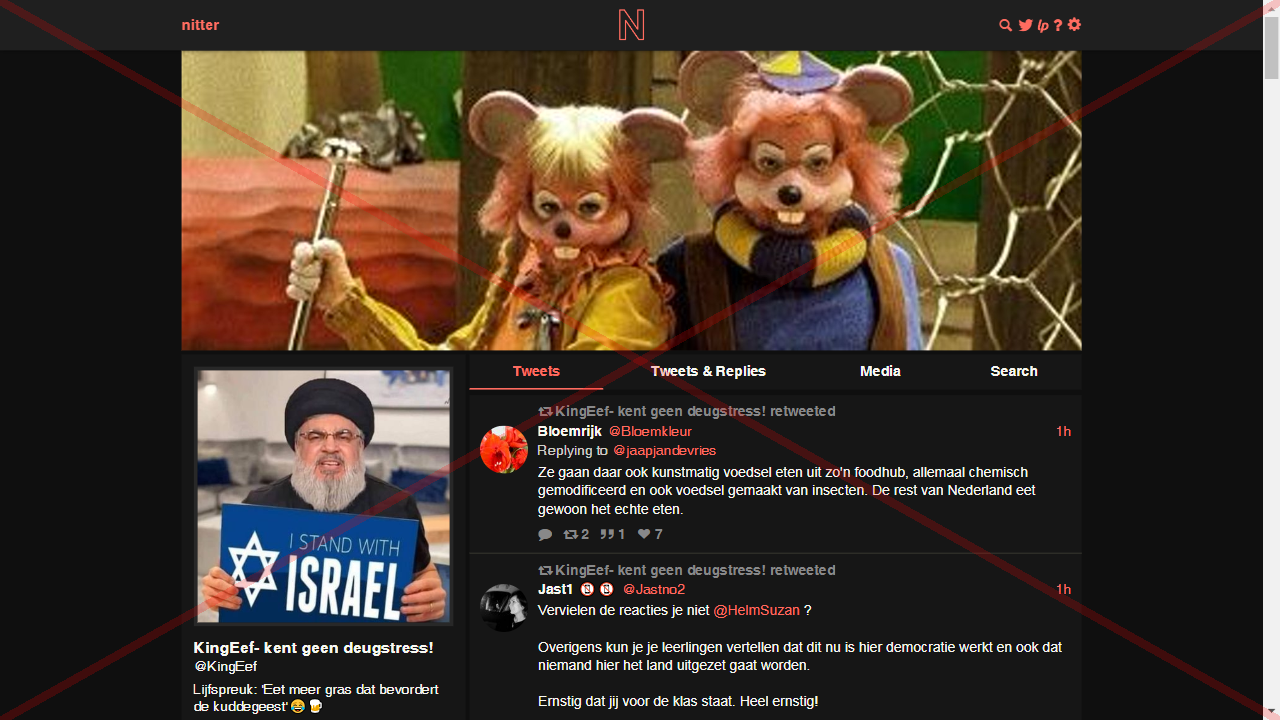 nitter
N
lp ?
Tweets
Tweets & Replies
Media
Search
KingEef- kent geen deugstress! retweeted
Bloemrijk @Bloemkleur 1h
Replying to @jaapjandevries
Ze gaan daar ook kunstmatig voedsel eten uit zo'n foodhub, allemaal chemisch
gemodificeerd en ook voedsel gemaakt van insecten. De rest van Nederland eet
gewoon het echte eten.
2 1 7
KingEef- kent geen deugstress! retweeted
Jast1 @Jastno2 1h
Vervielen de reacties je niet @HelmSuzan ?
Overigens kun je je leerlingen vertellen dat dit nu is hier democratie werkt en ook dat
niemand hier het land uitgezet gaat worden.
Ernstig dat jij voor de klas staat. Heel ernstig!
I STAND WITH
ISRAEL
KingEef- kent geen deugstress!
@KingEef
Lijfspreuk: 'Eet meer gras dat bevordert
de kuddegeest' 😂 🍺